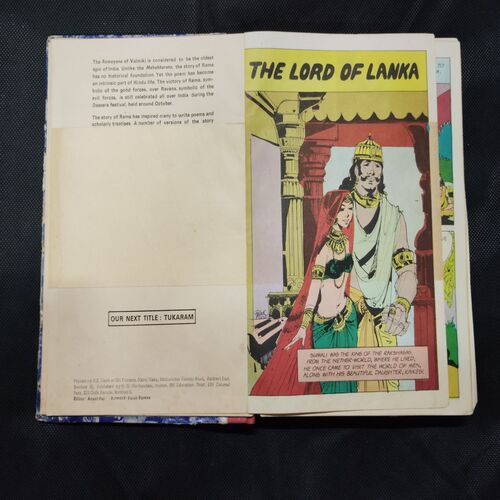 The Ramayana of Valmiki is considered to be the oldest
epic of India. Unlike the Mahabharata, the story of Rama
has no historical foundation. Yet the poem has become
an intrinsic part of Hindu life. The victory of Rama, sym-
bolic of the good forces, over Ravana, symbolic of the
evil forces, is still celebrated all over India during the
Dassera festival, held around October.
The story of Rama has inspired many to write poems and
scholarly treatises. A number of versions of the story
OUR NEXT TITLE : TUKARAM
Editor: Anant Pai
THE LORD OF LANKA
SUMALI WAS THE KING OF THE RAKSHASAS.
FROM THE NETHER-WORLD, WHERE HE LIVED,
HE ONCE CAME TO VISIT THE WORLD OF MEN,
ALONG WITH HIS BEAUTIFUL DAUGHTER, KAIKESI.